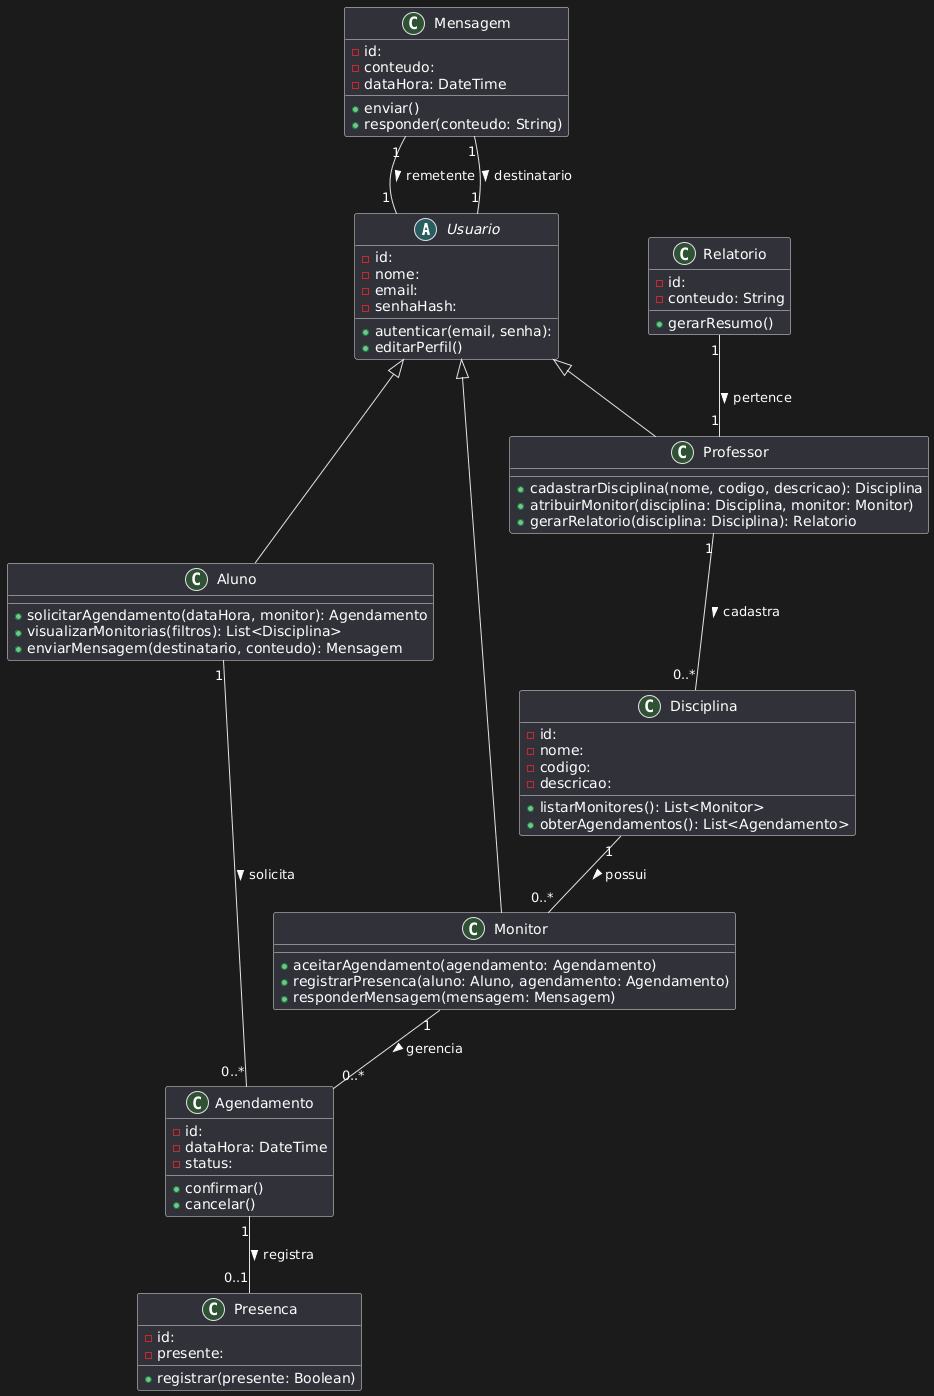 C Mensagem
id:
conteudo:
dataHora: DateTime
enviar()
responder(conteudo: String)
1
1
remetente
destinatario
1
1
A Usuario
id:
nome:
email:
senhaHash:
autenticar(email, senha):
editarPerfil()
C Relatorio
id:
conteudo: String
gerarResumo()
1
pertence
1
C Professor
cadastrarDisciplina(nome, codigo, descricao): Disciplina
atribuirMonitor(disciplina: Disciplina, monitor: Monitor)
gerarRelatorio(disciplina: Disciplina): Relatorio
1
cadastra
0..*
C Aluno
solicitarAgendamento(dataHora, monitor): Agendamento
visualizarMonitorias(filtros): List<Disciplina>
enviarMensagem(destinatario, conteudo): Mensagem
1
solicita
0..*
C Disciplina
id:
nome:
codigo:
descricao:
listarMonitores(): List<Monitor>
obterAgendamentos(): List<Agendamento>
1
possui
0..*
C Monitor
aceitarAgendamento(agendamento: Agendamento)
registrarPresenca(aluno: Aluno, agendamento: Agendamento)
responderMensagem(mensagem: Mensagem)
1
gerencia
0..*
C Agendamento
id:
dataHora: DateTime
status:
confirmar()
cancelar()
1
registra
0..1
C Presenca
id:
presente:
registrar(presente: Boolean)